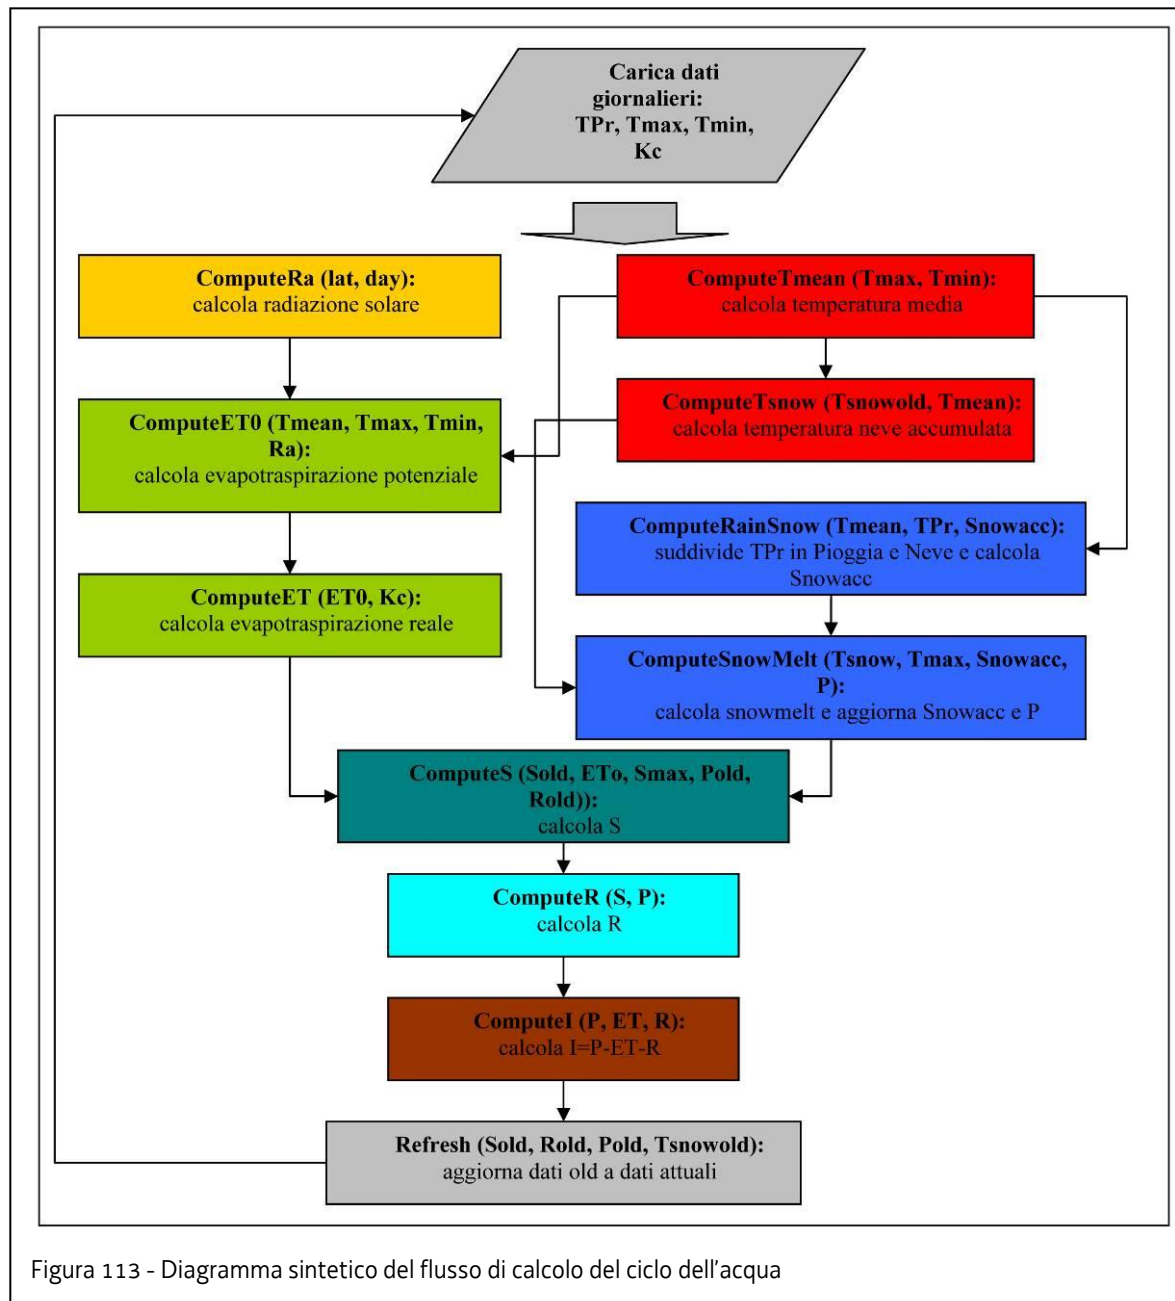 Carica dati
giornalieri:
TPr, Tmax, Tmin,
Kc
ComputeRa (lat, day):
calcola radiazione solare
ComputeTmean (Tmax, Tmin):
calcola temperatura media
ComputeTsnow (Tsnowold, Tmean):
calcola temperatura neve accumulata
ComputeET0 (Tmean, Tmax, Tmin,
Ra):
calcola evapotraspirazione potenziale
ComputeRainSnow (Tmean, TPr, Snowacc):
suddivide TPr in Pioggia e Neve e calcola
Snowacc
ComputeET (ET0, Kc):
calcola evapotraspirazione reale
ComputeSnowMelt (Tsnow, Tmax, Snowacc,
P):
calcola snowmelt e aggiorna Snowacc e P
ComputeS (Sold, ETo, Smax, Pold,
Rold)):
calcola S
ComputeR (S, P):
calcola R
ComputeI (P, ET, R):
calcola I=P-ET-R
Refresh (Sold, Rold, Pold, Tsnowold):
aggiorna dati old a dati attuali
Figura 113 - Diagramma sintetico del flusso di calcolo del ciclo dell'acqua